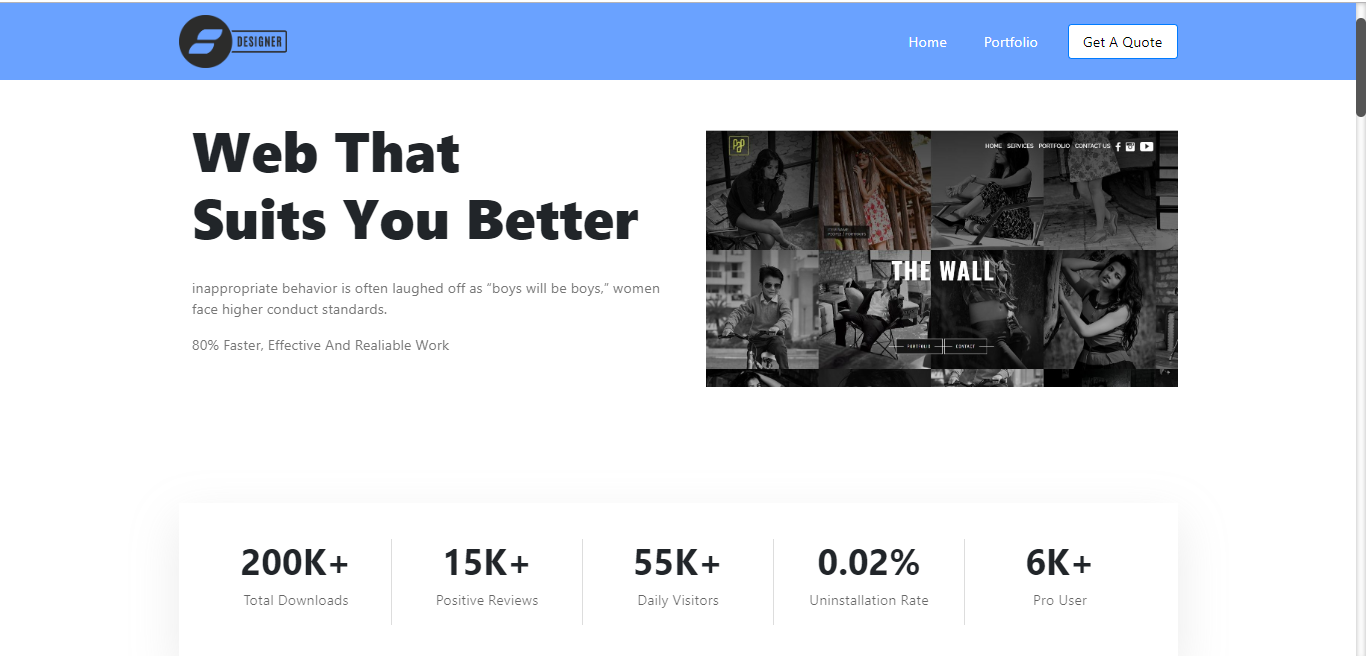 DESIGNER
Home Portfolio Get A Quote
Web That
Suits You Better
inappropriate behavior is often laughed off as “boys will be boys,” women
face higher conduct standards.
80% Faster, Effective And Realiable Work
HOME SERVICES PORTFOLIO CONTACT US
THE WALL
PORTFOLIO CONTACT
200K+ 15K+ 55K+ 0.02% 6K+
Total Downloads Positive Reviews Daily Visitors Uninstallation Rate Pro User